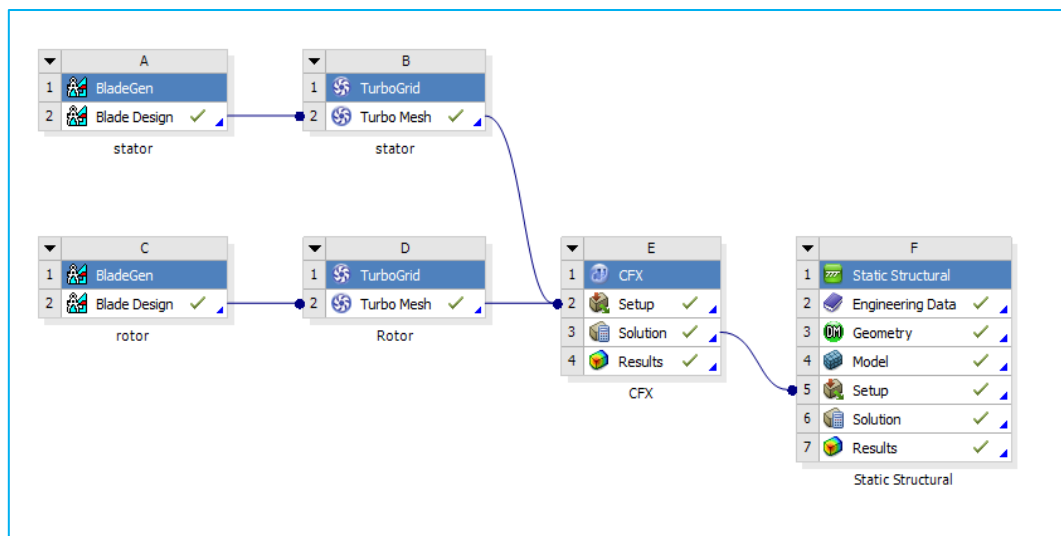 A
1 BladeGen
2 Blade Design
stator
B
1 TurboGrid
2 Turbo Mesh
stator
C
1 BladeGen
2 Blade Design
rotor
D
1 TurboGrid
2 Turbo Mesh
Rotor
E
1 CFX
2 Setup
3 Solution
4 Results
CFX
F
1 Static Structural
2 Engineering Data
3 DM Geometry
4 Model
5 Setup
6 Solution
7 Results
Static Structural